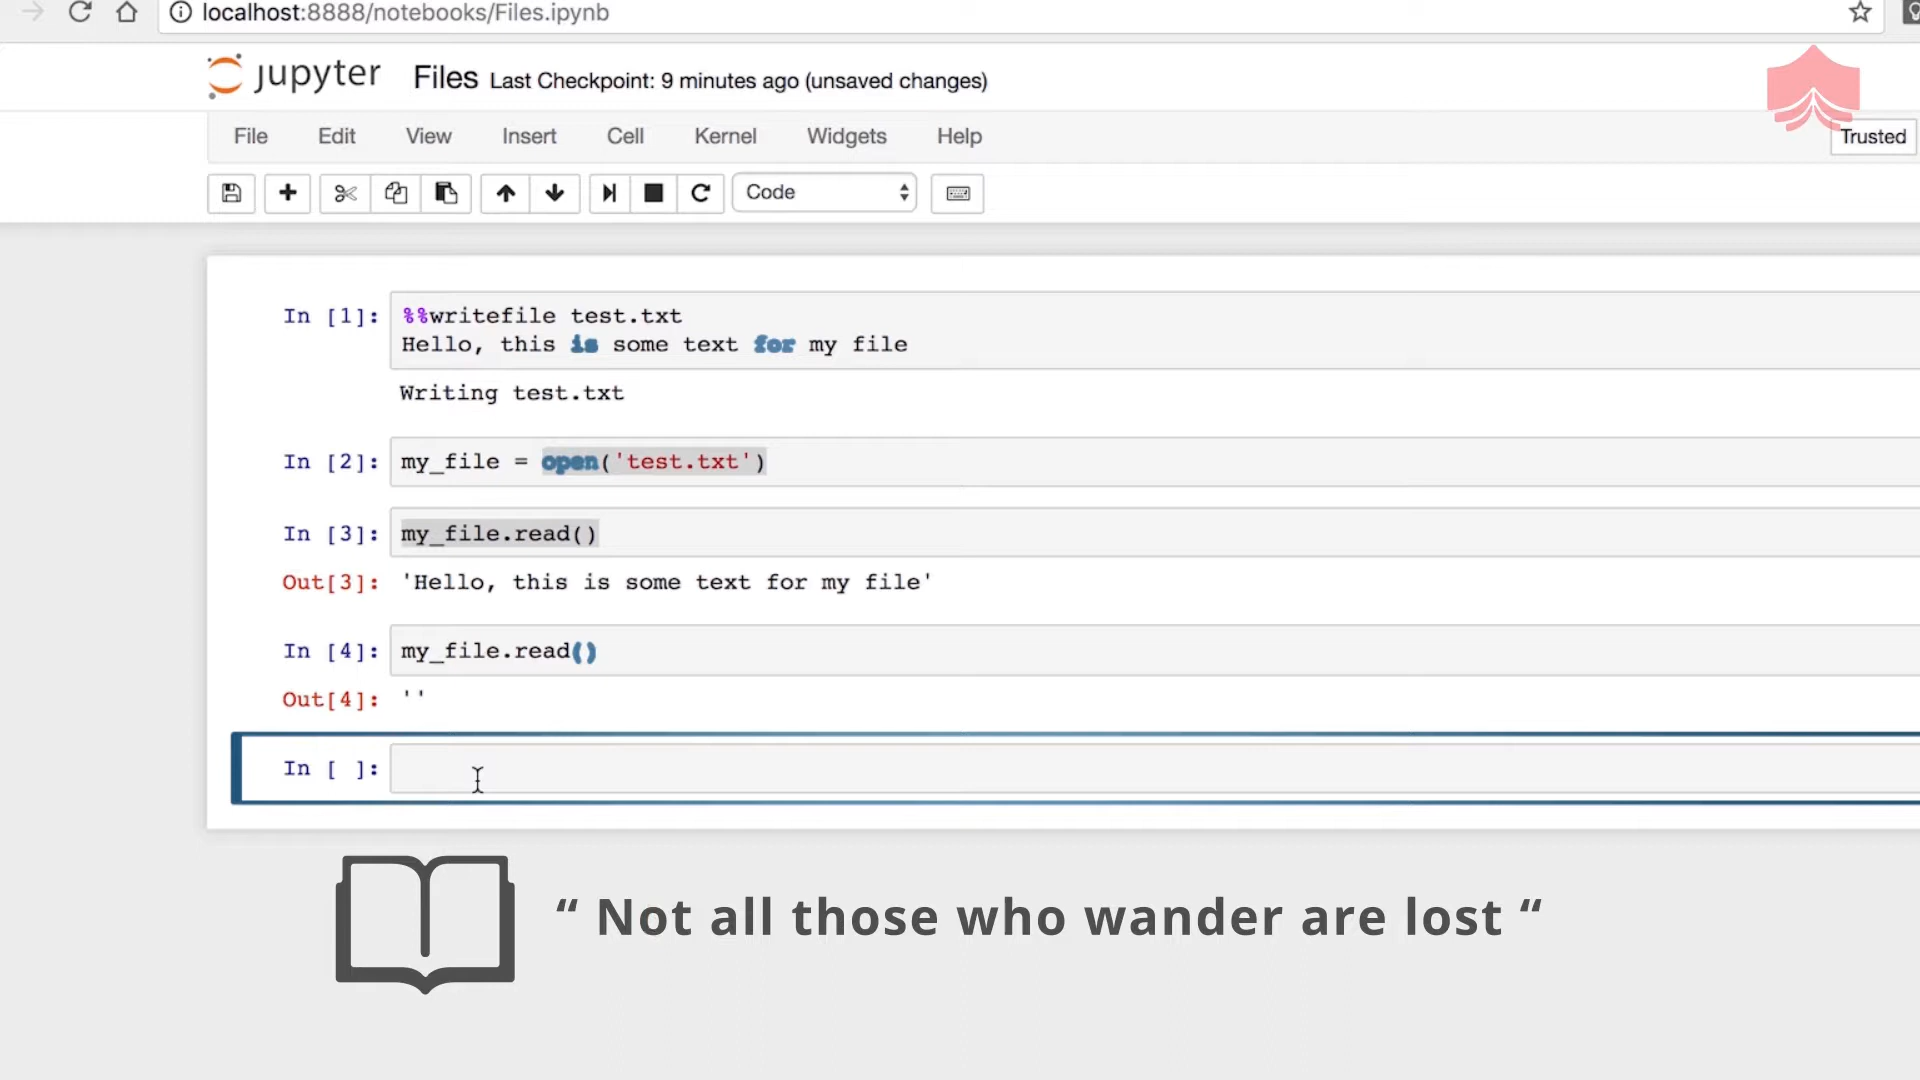 localhost:8888/notebooks/Files.ipynb
jupyter Files Last Checkpoint: 9 minutes ago (unsaved changes)
File Edit View Insert Cell Kernel Widgets Help
Trusted
Code
In [1]: %%writefile test.txt
Hello, this is some text for my file
Writing test.txt
In [2]: my_file = open('test.txt')
In [3]: my_file.read()
Out[3]: 'Hello, this is some text for my file'
In [4]: my_file.read()
Out[4]: ''
In [ ]:
“ Not all those who wander are lost “